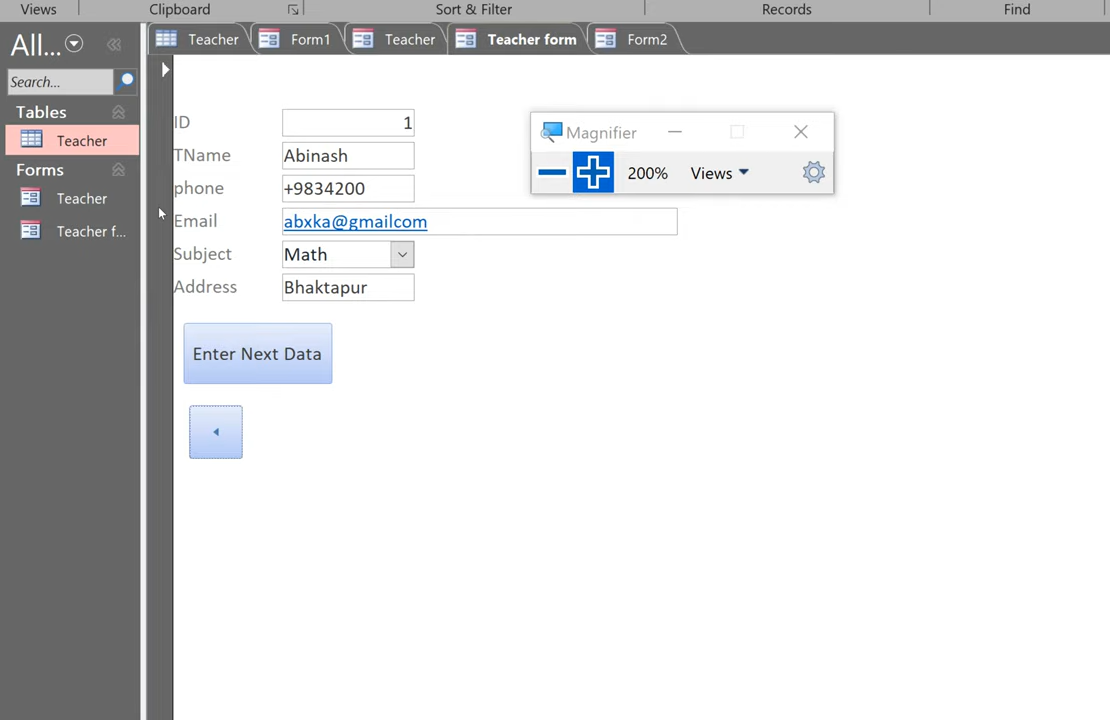 Views Clipboard Sort & Filter Records Find
All... Teacher Form1 Teacher Teacher form Form2
Search...
Tables
Teacher
Forms
Teacher
Teacher f...
ID 1
TName Abinash
phone +9834200
Email abxka@gmailcom
Subject Math
Address Bhaktapur
Enter Next Data
Magnifier
200% Views